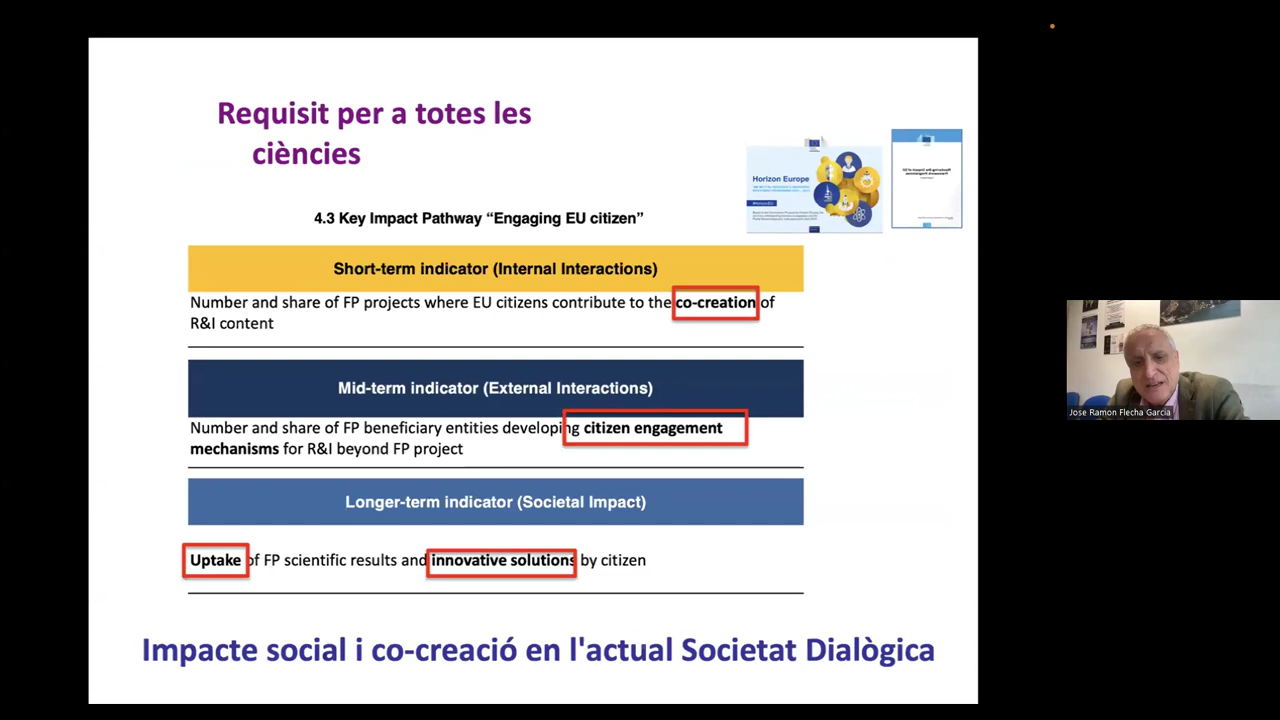 Requisit per a totes les
ciències
Horizon Europe
4.3 Key Impact Pathway “Engaging EU citizen”
Short-term indicator (Internal Interactions)
Number and share of FP projects where EU citizens contribute to the co-creation of
R&I content
Mid-term indicator (External Interactions)
Number and share of FP beneficiary entities developing citizen engagement
mechanisms for R&I beyond FP project
Longer-term indicator (Societal Impact)
Uptake of FP scientific results and innovative solutions by citizen
Impacte social i co-creació en l'actual Societat Dialògica
Jose Ramon Flecha Garcia